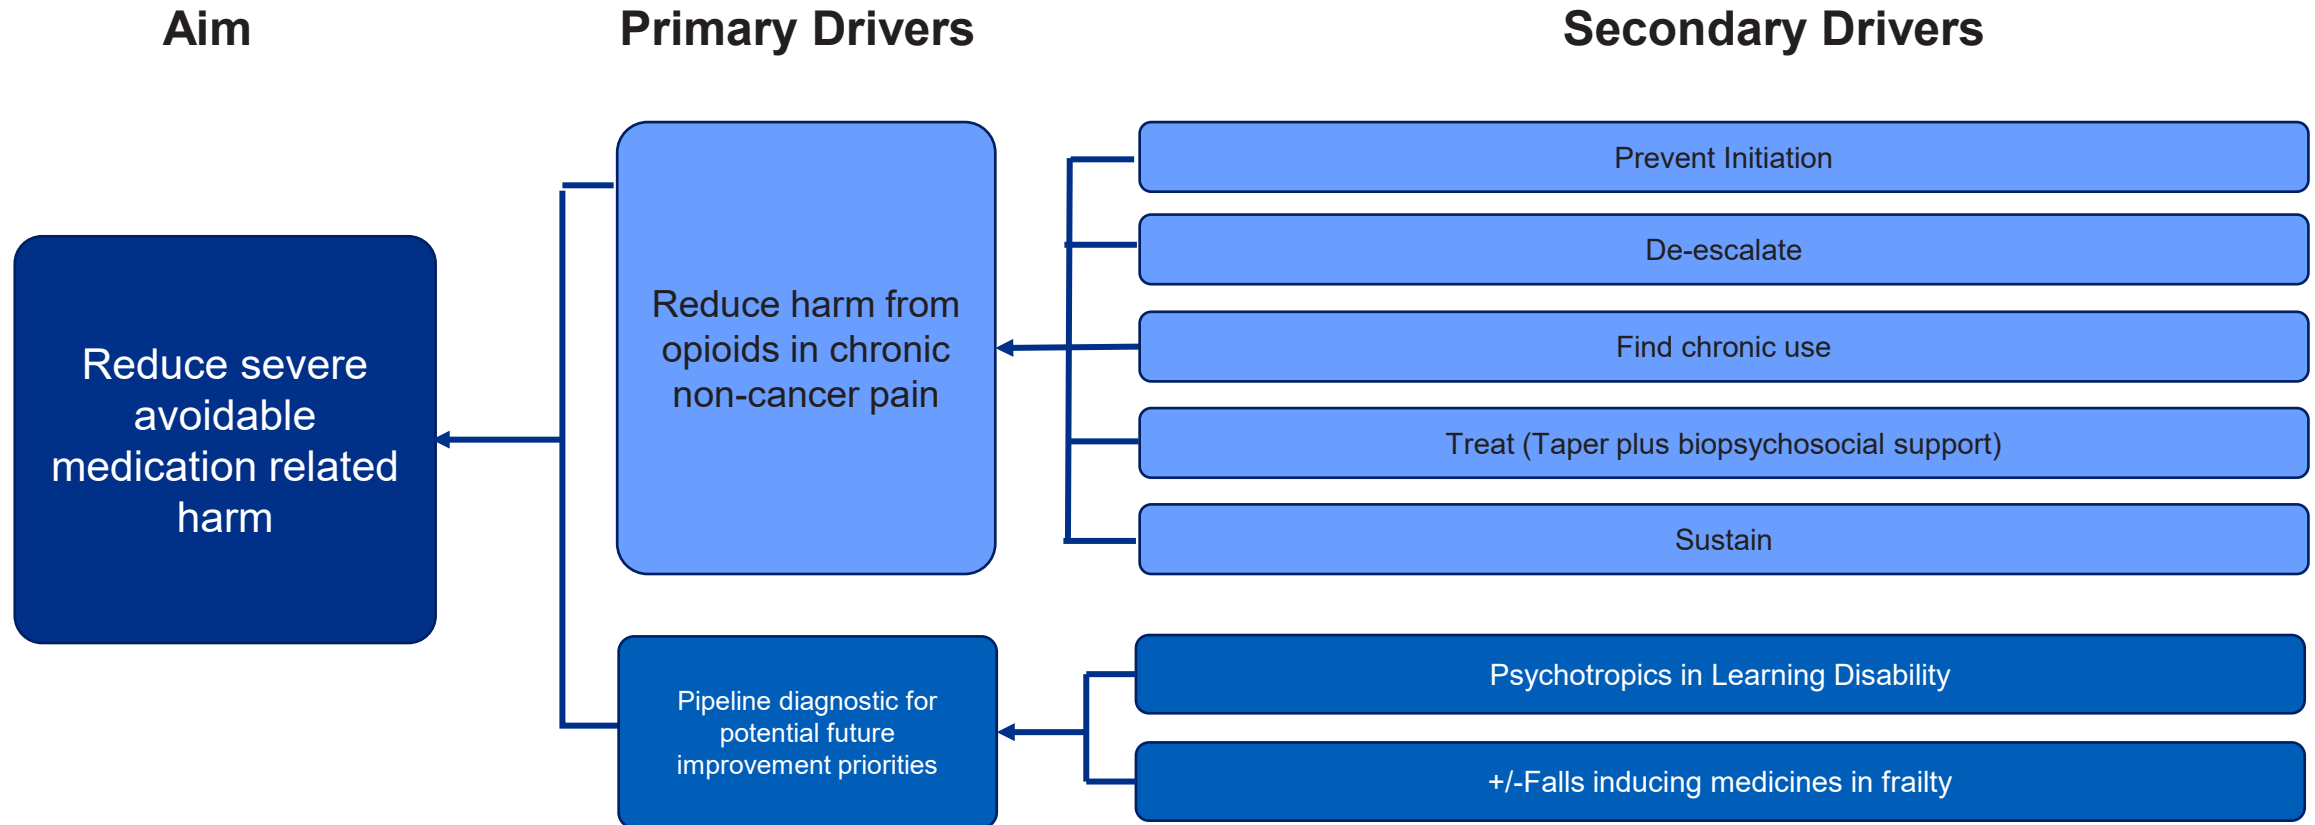 Aim
Primary Drivers
Secondary Drivers
Reduce severe
avoidable
medication related
harm
Reduce harm from
opioids in chronic
non-cancer pain
Prevent Initiation
De-escalate
Find chronic use
Treat (Taper plus biopsychosocial support)
Sustain
Pipeline diagnostic for
potential future
improvement priorities
Psychotropics in Learning Disability
+/-Falls inducing medicines in frailty